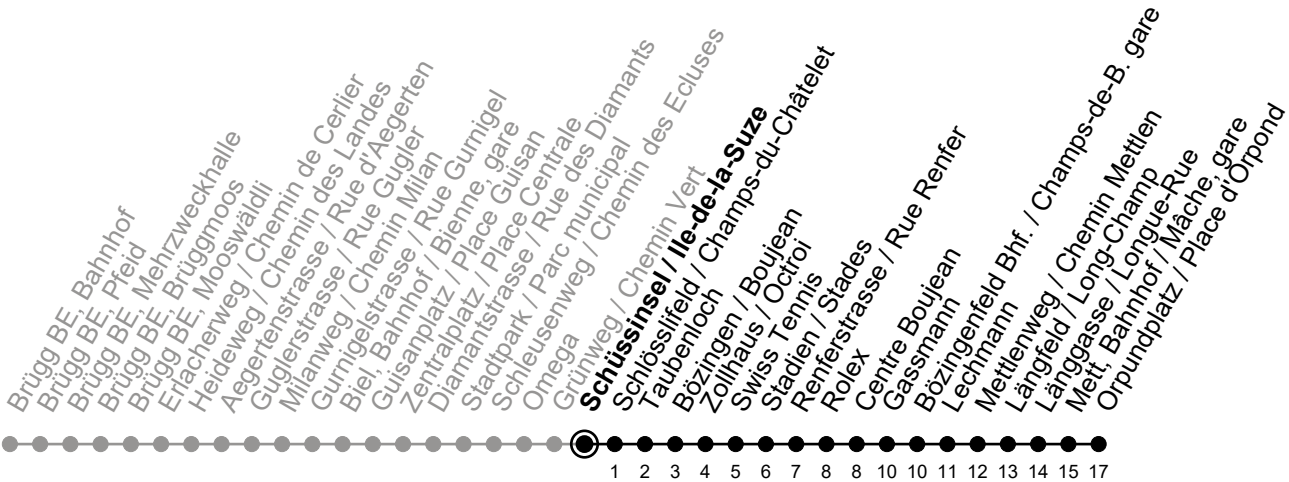 Brügg BE, Bahnhof
Brügg BE, Pfeid
Brügg BE, Mehrzweckhalle
Brügg BE, Brüggmoos
Brügg BE, Mooswäldli
Erlacherweg / Chemin de Cerlier
Heideweg / Chemin des Landes
Aegertenstrasse / Rue d'Aegerten
Guglerstrasse / Rue Gugler
Milanweg / Chemin Milan
Gurnigelstrasse / Rue Gurnigel
Biel, Bahnhof / Bienne, gare
Guisanplatz / Place Guisan
Zentralplatz / Place Centrale
Diamantstrasse / Rue des Diamants
Stadtpark / Parc municipal
Schleusenweg / Chemin des Ecluses
Omega
Grünweg / Chemin Vert
Schüssinsel / Ile-de-la-Suze
Schlösslifeld / Champs-du-Châtelet
Taubenloch
Bözingen / Boujean
Zollhaus / Octroi
Swiss Tennis
Stadien / Stades
Renferstrasse / Rue Renfer
Rolex
Centre Boujean
Gassmann
Bözingenfeld Bhf. / Champs-de-B. gare
Lechmann
Mettlenweg / Chemin Mettlen
Längfeld / Long-Champ
Länggasse / Longue-Rue
Mett, Bahnhof / Mâche, gare
Orpundplatz / Place d'Orpond
1 2 3 4 5 6 7 8 8 10 10 11 12 13 14 15 17